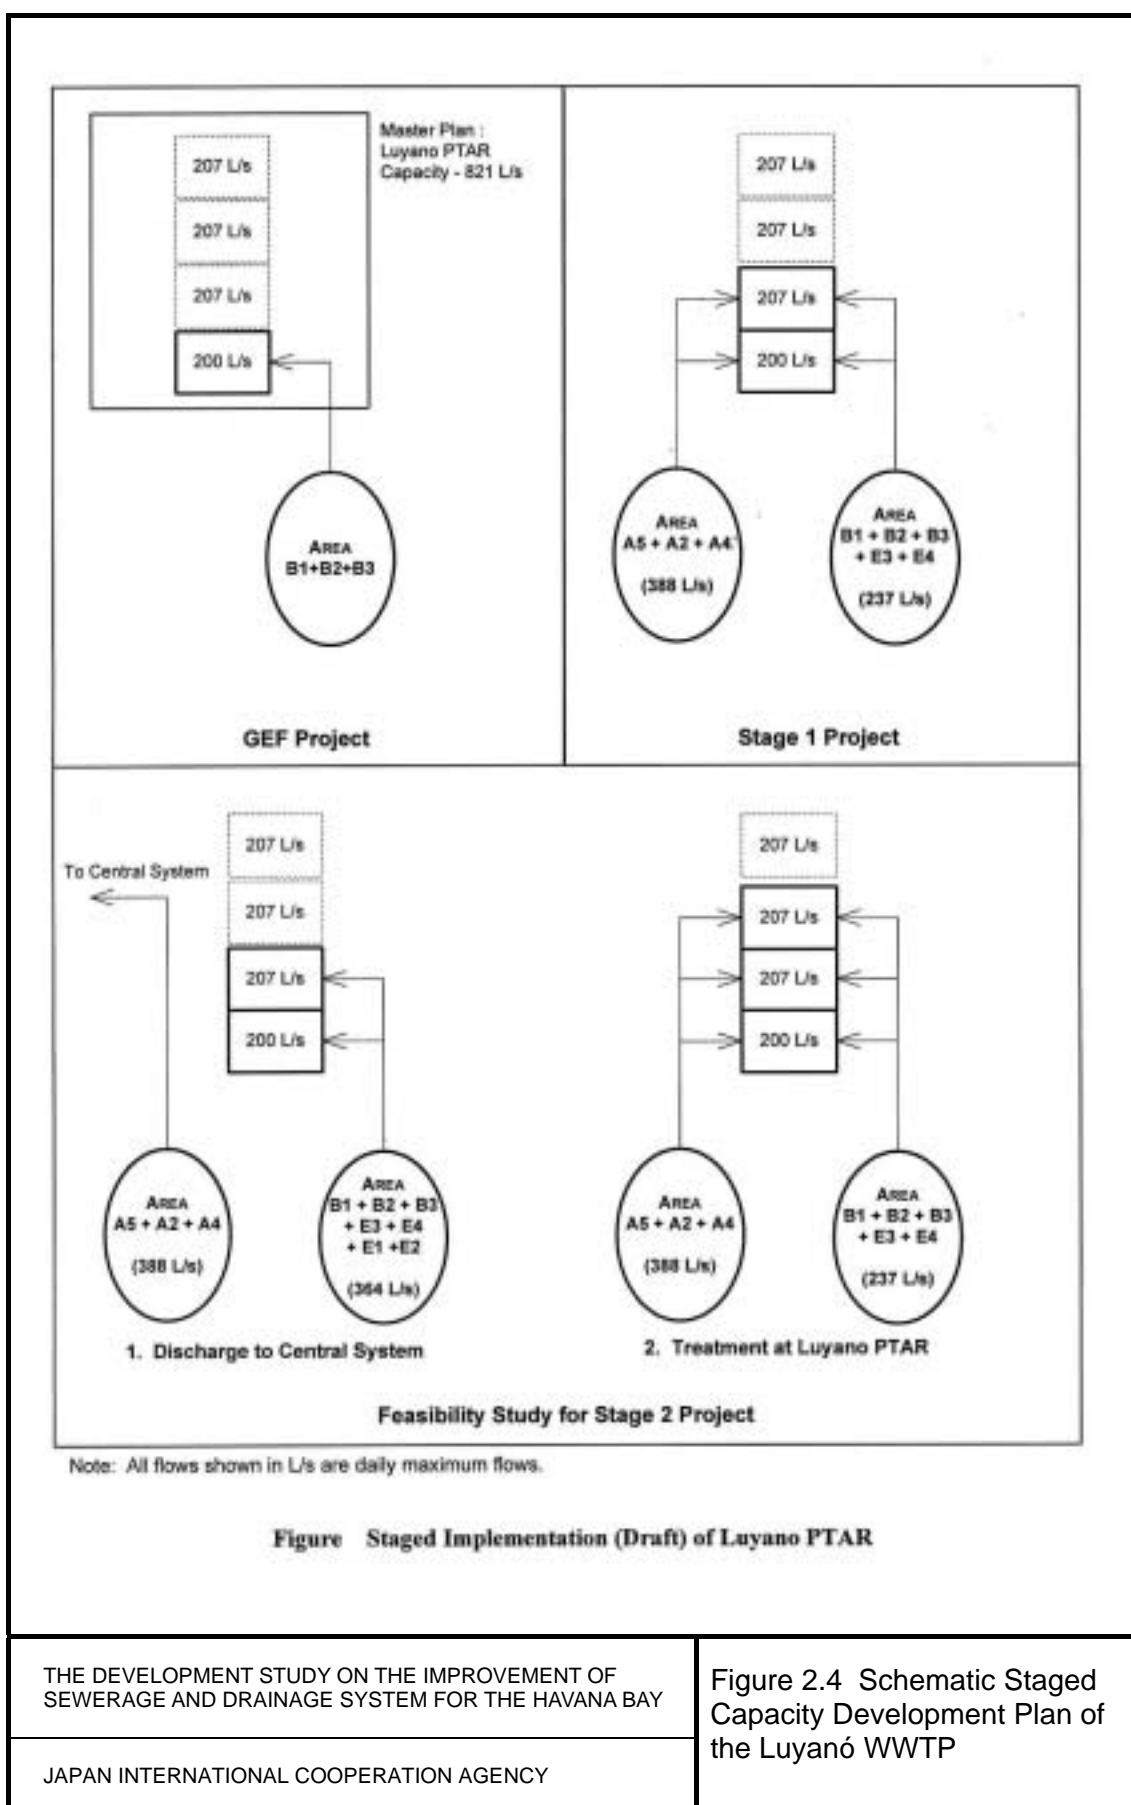 Master Plan :
Luyano PTAR
Capacity - 821 L/s
207 L/s
207 L/s
207 L/s
200 L/s
AREA
B1+B2+B3
GEF Project
207 L/s
207 L/s
207 L/s
200 L/s
AREA
A5 + A2 + A4
(388 L/s)
AREA
B1 + B2 + B3
+ E3 + E4
(237 L/s)
Stage 1 Project
To Central System
207 L/s
207 L/s
207 L/s
200 L/s
AREA
A5 + A2 + A4
(388 L/s)
AREA
B1 + B2 + B3
+ E3 + E4
+ E1 +E2
(364 L/s)
1. Discharge to Central System
207 L/s
207 L/s
207 L/s
200 L/s
AREA
A5 + A2 + A4
(388 L/s)
AREA
B1 + B2 + B3
+ E3 + E4
(237 L/s)
2. Treatment at Luyano PTAR
Feasibility Study for Stage 2 Project
Note: All flows shown in L/s are daily maximum flows.
Figure Staged Implementation (Draft) of Luyano PTAR
THE DEVELOPMENT STUDY ON THE IMPROVEMENT OF
SEWERAGE AND DRAINAGE SYSTEM FOR THE HAVANA BAY
JAPAN INTERNATIONAL COOPERATION AGENCY
Figure 2.4 Schematic Staged
Capacity Development Plan of
the Luyanó WWTP